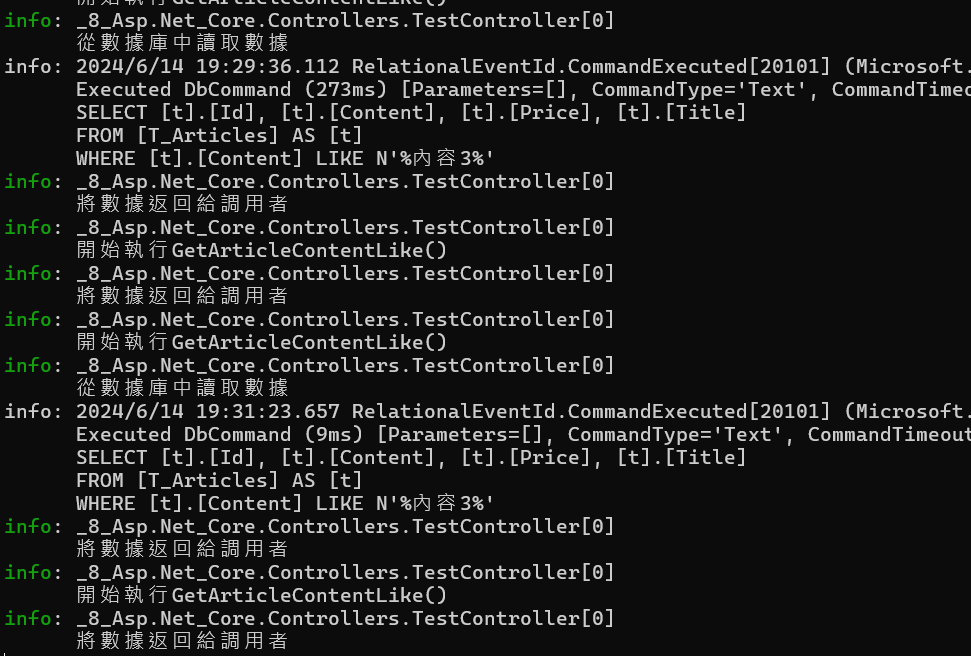 開始執行GetArticleContentLike()
info: _8_Asp.Net_Core.Controllers.TestController[0]
從數據庫中讀取數據
info: 2024/6/14 19:29:36.112 RelationalEventId.CommandExecuted[20101] (Microsoft.
Executed DbCommand (273ms) [Parameters=[], CommandType='Text', CommandTimeo
SELECT [t].[Id], [t].[Content], [t].[Price], [t].[Title]
FROM [T_Articles] AS [t]
WHERE [t].[Content] LIKE N'%內容3%'
info: _8_Asp.Net_Core.Controllers.TestController[0]
將數據返回給調用者
info: _8_Asp.Net_Core.Controllers.TestController[0]
開始執行GetArticleContentLike()
info: _8_Asp.Net_Core.Controllers.TestController[0]
將數據返回給調用者
info: _8_Asp.Net_Core.Controllers.TestController[0]
開始執行GetArticleContentLike()
info: _8_Asp.Net_Core.Controllers.TestController[0]
從數據庫中讀取數據
info: 2024/6/14 19:31:23.657 RelationalEventId.CommandExecuted[20101] (Microsoft.
Executed DbCommand (9ms) [Parameters=[], CommandType='Text', CommandTimeout
SELECT [t].[Id], [t].[Content], [t].[Price], [t].[Title]
FROM [T_Articles] AS [t]
WHERE [t].[Content] LIKE N'%內容3%'
info: _8_Asp.Net_Core.Controllers.TestController[0]
將數據返回給調用者
info: _8_Asp.Net_Core.Controllers.TestController[0]
開始執行GetArticleContentLike()
info: _8_Asp.Net_Core.Controllers.TestController[0]
將數據返回給調用者